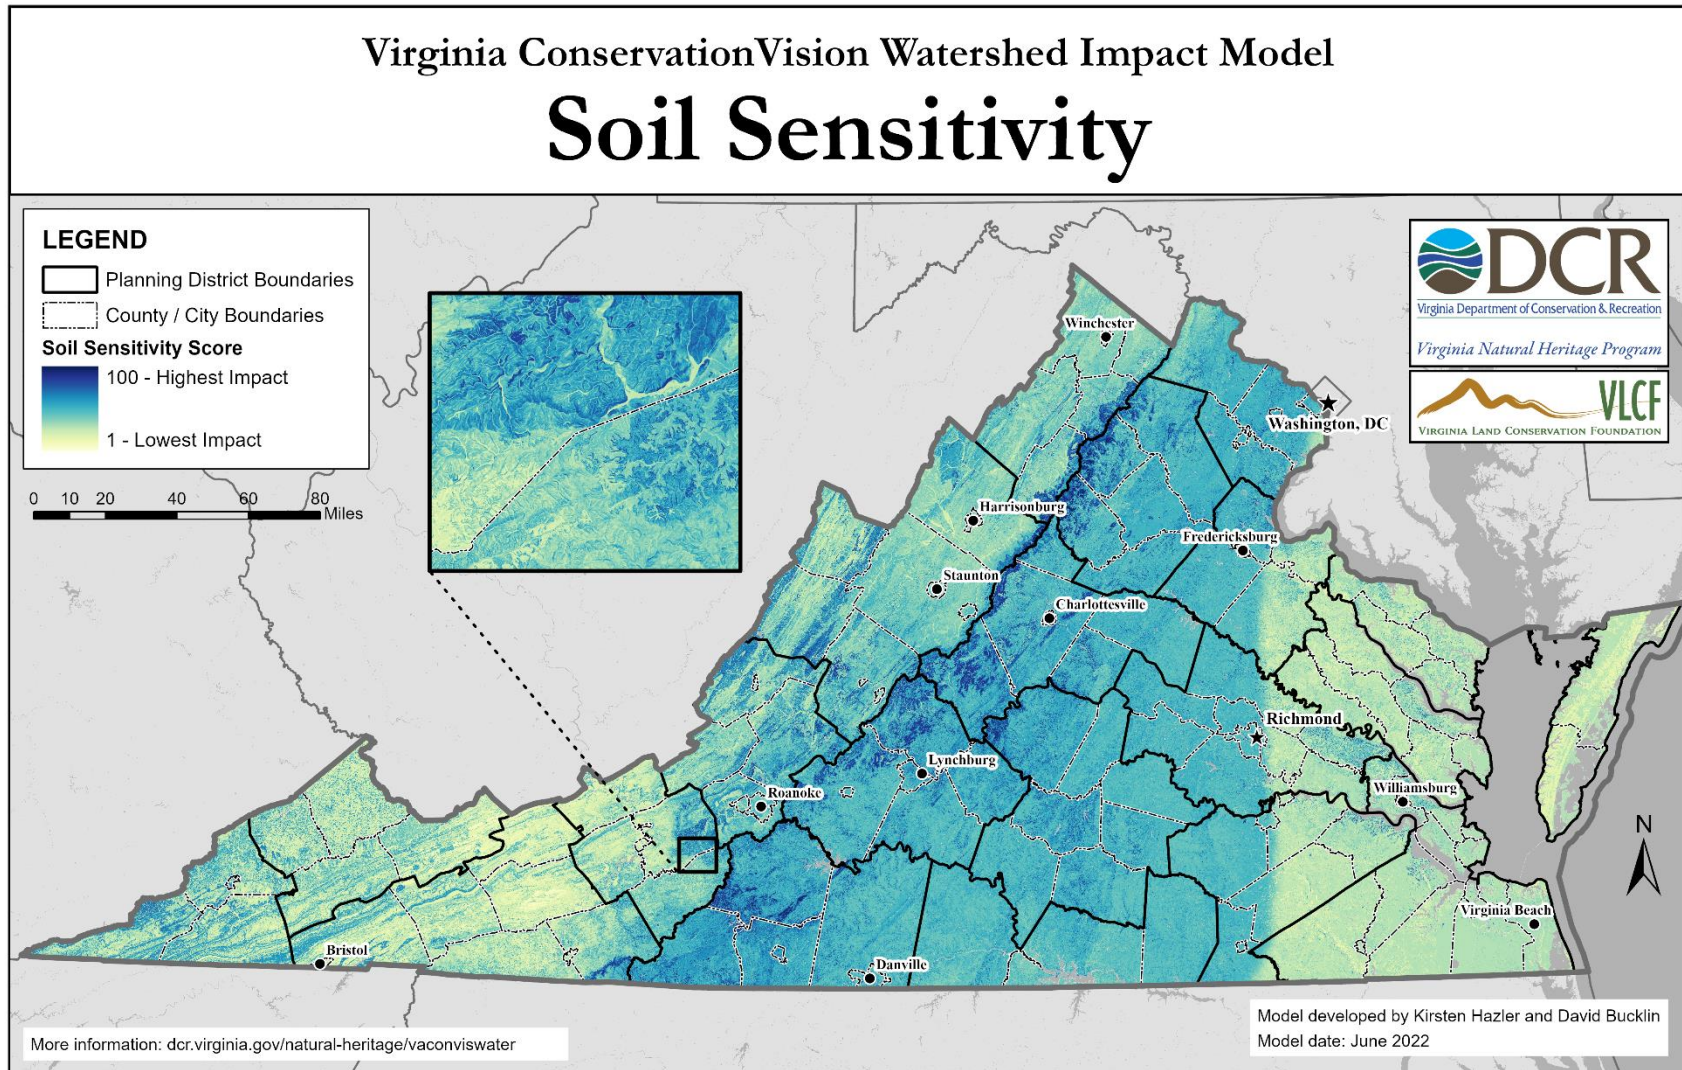 Virginia ConservationVision Watershed Impact Model
Soil Sensitivity
LEGEND
Planning District Boundaries
County / City Boundaries
Soil Sensitivity Score
100 - Highest Impact
1 - Lowest Impact
0 10 20 40 60 80
Miles
DCR
Virginia Department of Conservation & Recreation
Virginia Natural Heritage Program
VLCF
VIRGINIA LAND CONSERVATION FOUNDATION
Winchester
Washington, DC
Harrisonburg
Fredericksburg
Staunton
Charlottesville
Richmond
Lynchburg
Roanoke
Williamsburg
N
Virginia Beach
Bristol
Danville
More information: dcr.virginia.gov/natural-heritage/vaconviswater
Model developed by Kirsten Hazler and David Bucklin
Model date: June 2022